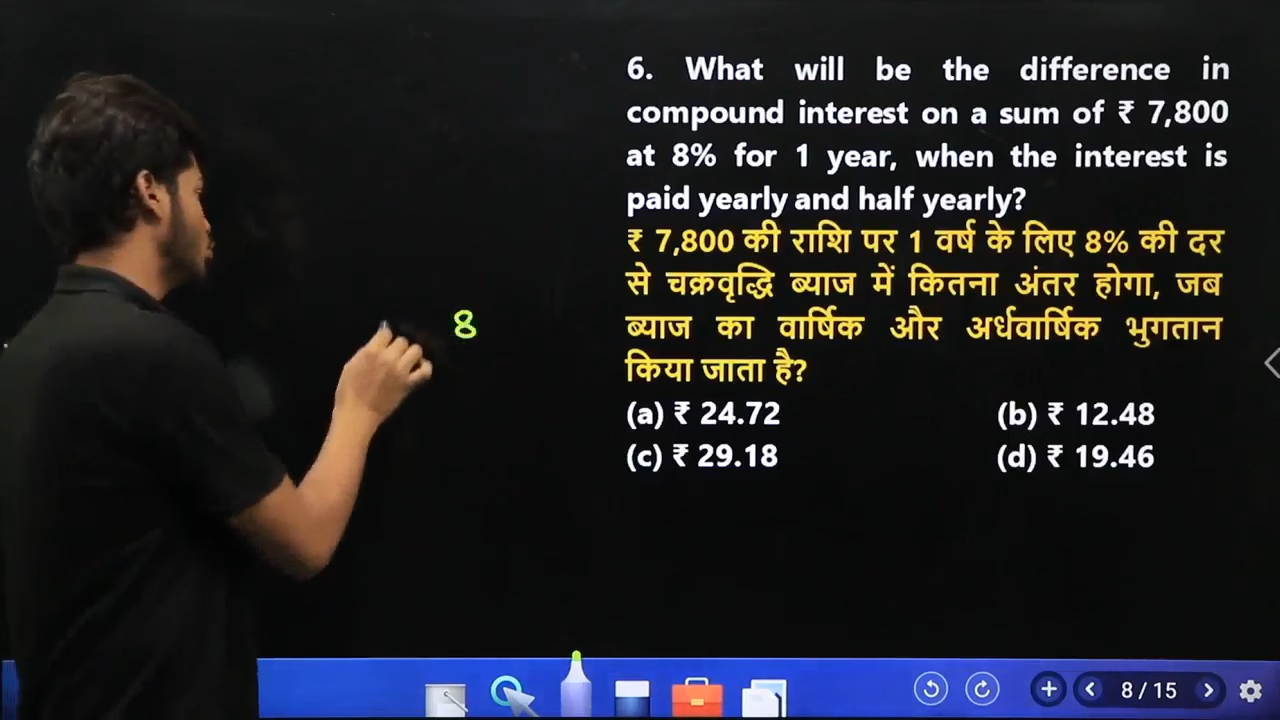 6. What will be the difference in
compound interest on a sum of ₹ 7,800
at 8% for 1 year, when the interest is
paid yearly and half yearly?
₹ 7,800 की राशि पर 1 वर्ष के लिए 8% की दर
से चक्रवृद्धि ब्याज में कितना अंतर होगा, जब
ब्याज का वार्षिक और अर्धवार्षिक भुगतान
किया जाता है?
(a) ₹ 24.72 (b) ₹ 12.48
(c) ₹ 29.18 (d) ₹ 19.46
8
8 / 15